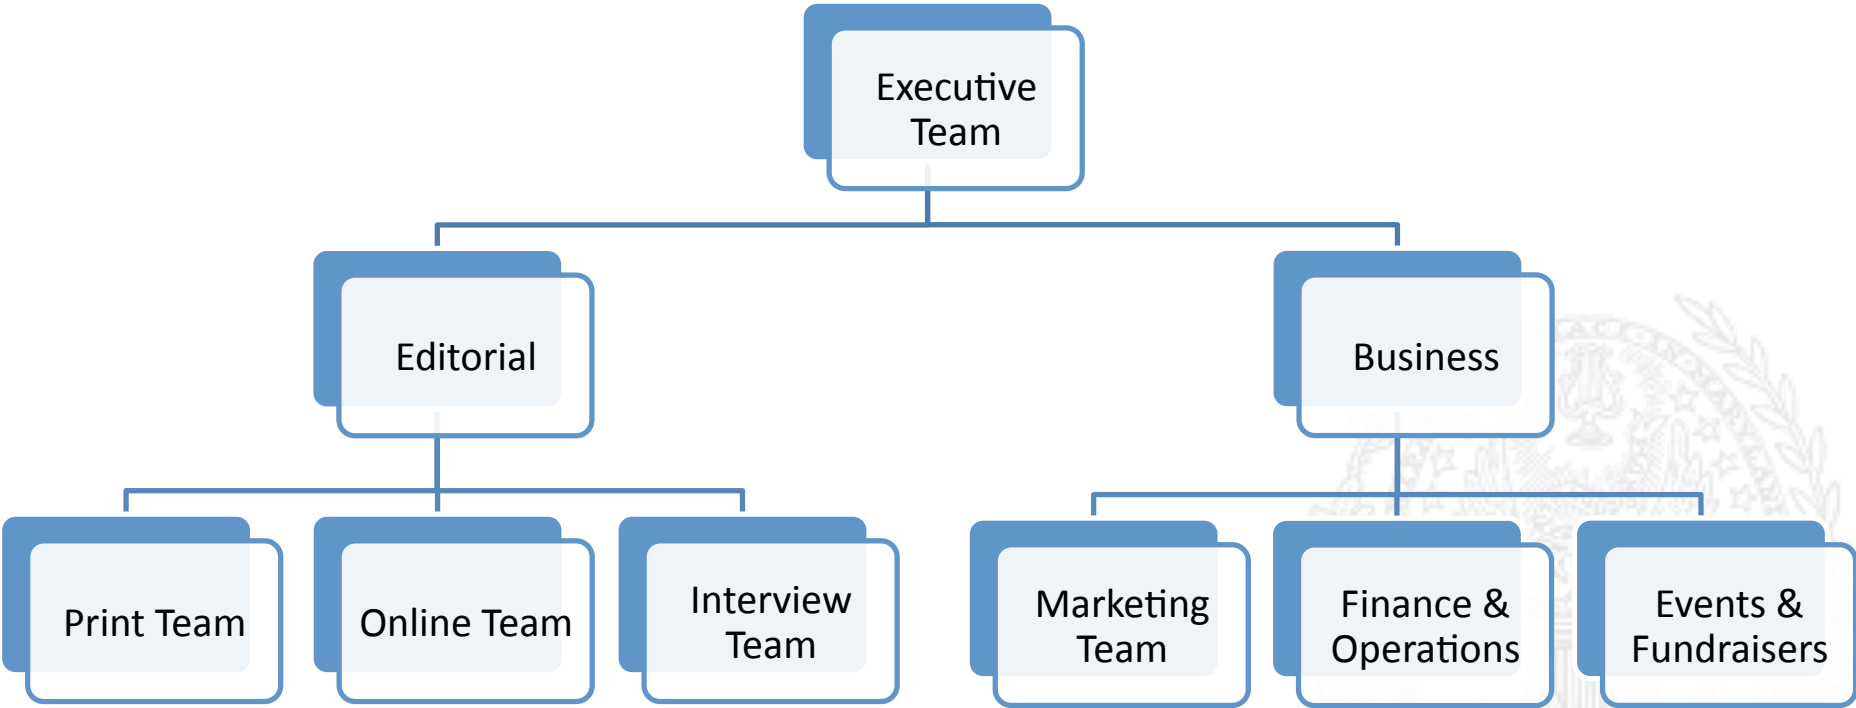 Executive
Team
Editorial
Business
Print Team
Online Team
Interview
Team
Marketing
Team
Finance &
Operations
Events &
Fundraisers